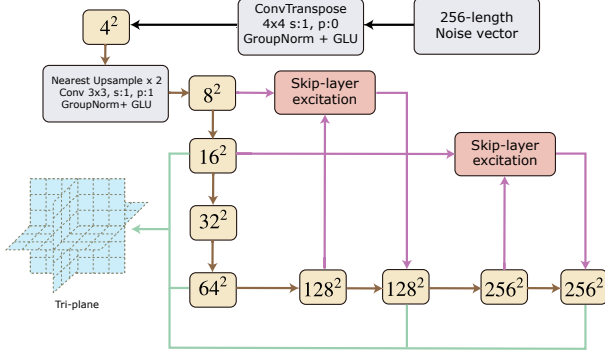 4²
ConvTranspose
4x4 s:1, p:0
GroupNorm + GLU
256-length
Noise vector
Nearest Upsample x 2
Conv 3x3, s:1, p:1
GroupNorm+ GLU
8²
Skip-layer
excitation
16²
Skip-layer
excitation
32²
64²
128²
128²
256²
256²
Tri-plane